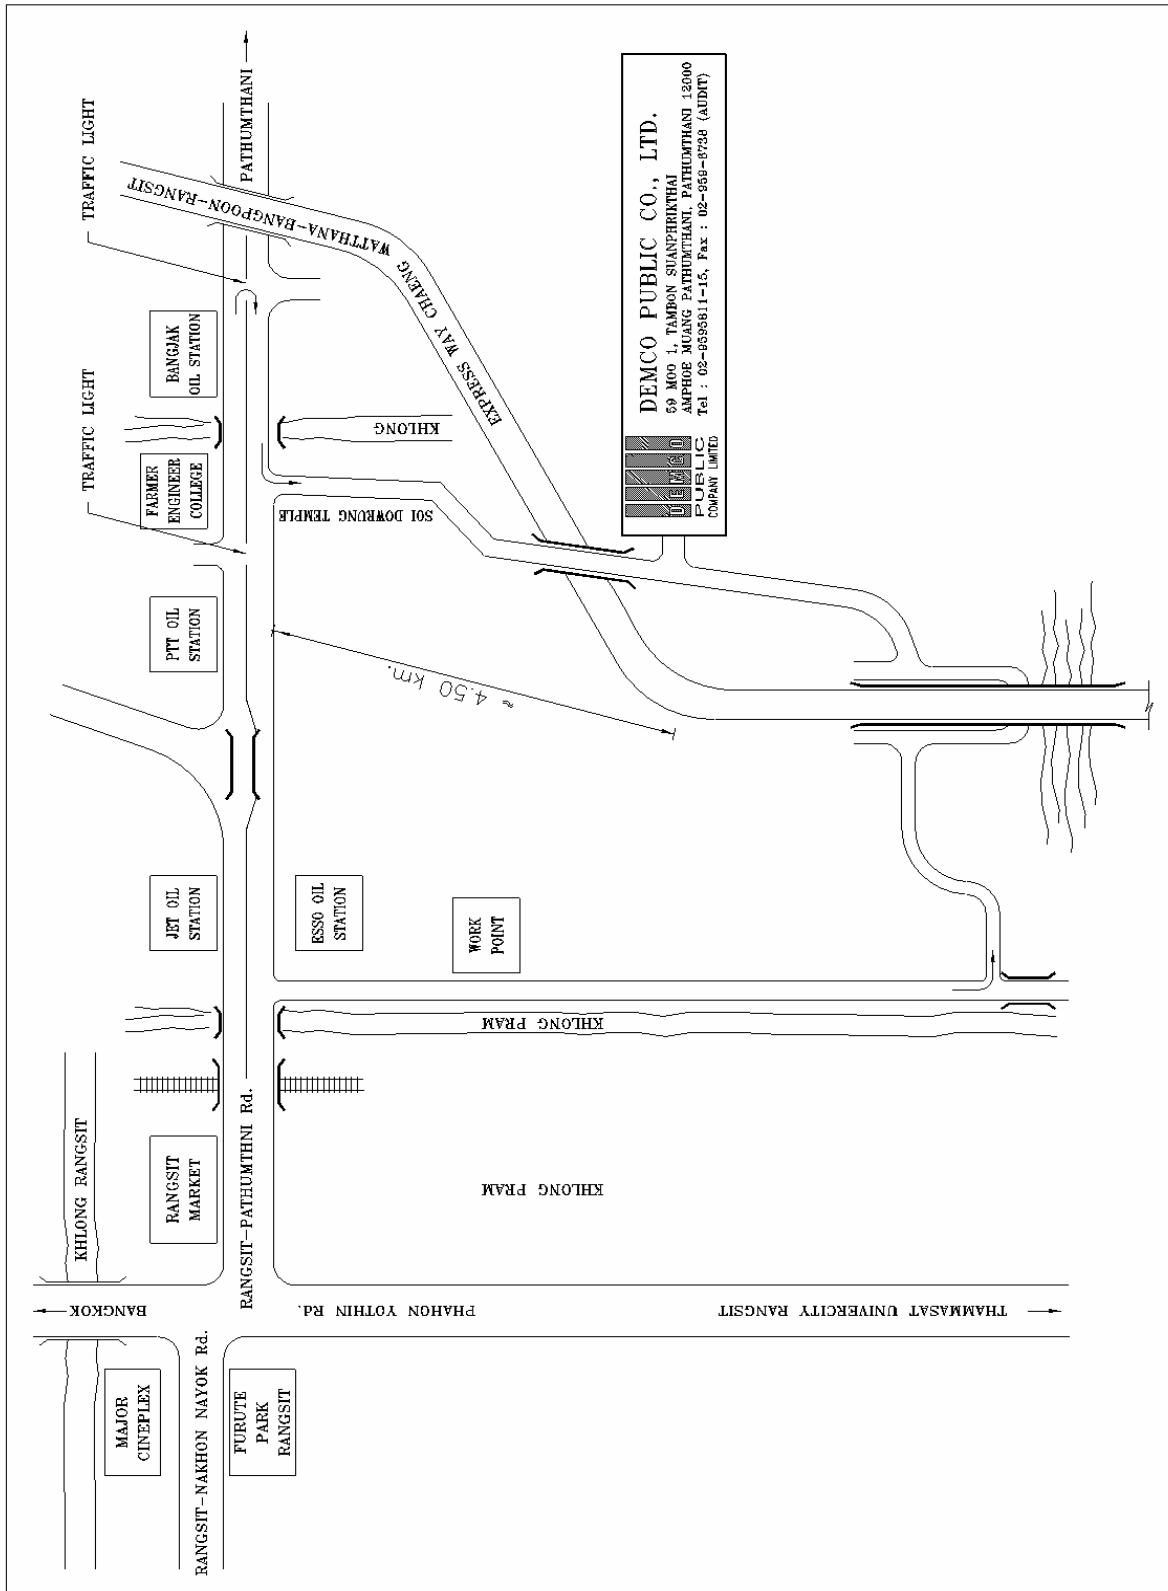 PATHUMTHANI
TRAFFIC LIGHT
TRAFFIC LIGHT
EXPRESS WAY CHAENG WATTHANA-BANGPOON-RANGSIT
BANGJAK
OIL STATION
KHLONG
FARMER
ENGINEER
COLLEGE
SOI DOWRUNG TEMPLE
PTT OIL
STATION
≈ 4.50 km.
DEMCO
PUBLIC
COMPANY LIMITED
DEMCO PUBLIC CO., LTD.
59 MOO 1, TAMBON SUANPHRIKTHAI
AMPHOE MUANG PATHUMTHANI, PATHUMTHANI 12000
Tel : 02-9595811-15, Fax : 02-959-6738 (AUDIT)
JET OIL
STATION
ESSO OIL
STATION
WORK
POINT
KHLONG PRAM
KHLONG RANGSIT
RANGSIT
MARKET
RANGSIT-PATHUMTHNI Rd.
KHLONG PRAM
BANGKOK
PHAHON YOTHIN Rd.
THAMMASAT UNIVERCITY RANGSIT
MAJOR
CINEPLEX
RANGSIT-NAKHON NAYOK Rd.
FURUTE
PARK
RANGSIT